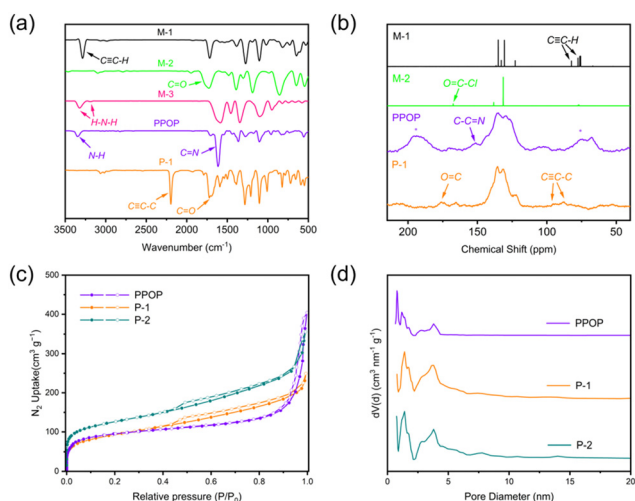 (a)
M-1
C≡C-H
M-2
C=O
M-3
H-N-H
PPOP
N-H
C=N
P-1
C≡C-C
C=O
3500 3000 2500 2000 1500 1000 500
Wavenumber (cm-1)
(b)
M-1
C≡C-H
M-2
O=C-Cl
PPOP
C-C=N
*
*
P-1
O=C
C≡C-C
200 150 100 50 0
Chemical Shift (ppm)
(c)
500
400
300
200
100
0
N2 Uptake(cm3 g-1)
PPOP
P-1
P-2
0.0 0.2 0.4 0.6 0.8 1.0
Relative pressure (P/P0)
(d)
dV(d) (cm3 nm-1 g-1)
PPOP
P-1
P-2
0 5 10 15 20
Pore Diameter (nm)